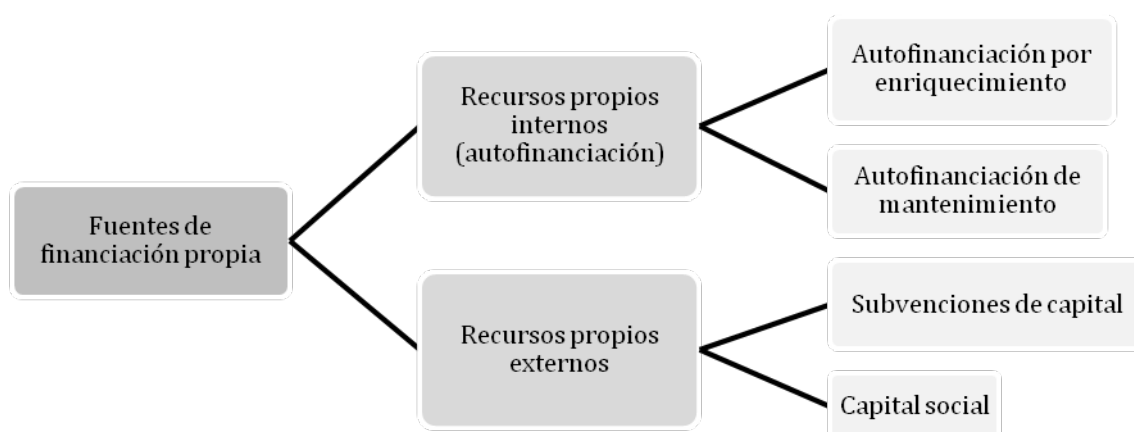 Fuentes de
financiación propia
Recursos propios
internos
(autofinanciación)
Autofinanciación por
enriquecimiento
Autofinanciación de
mantenimiento
Recursos propios
externos
Subvenciones de capital
Capital social